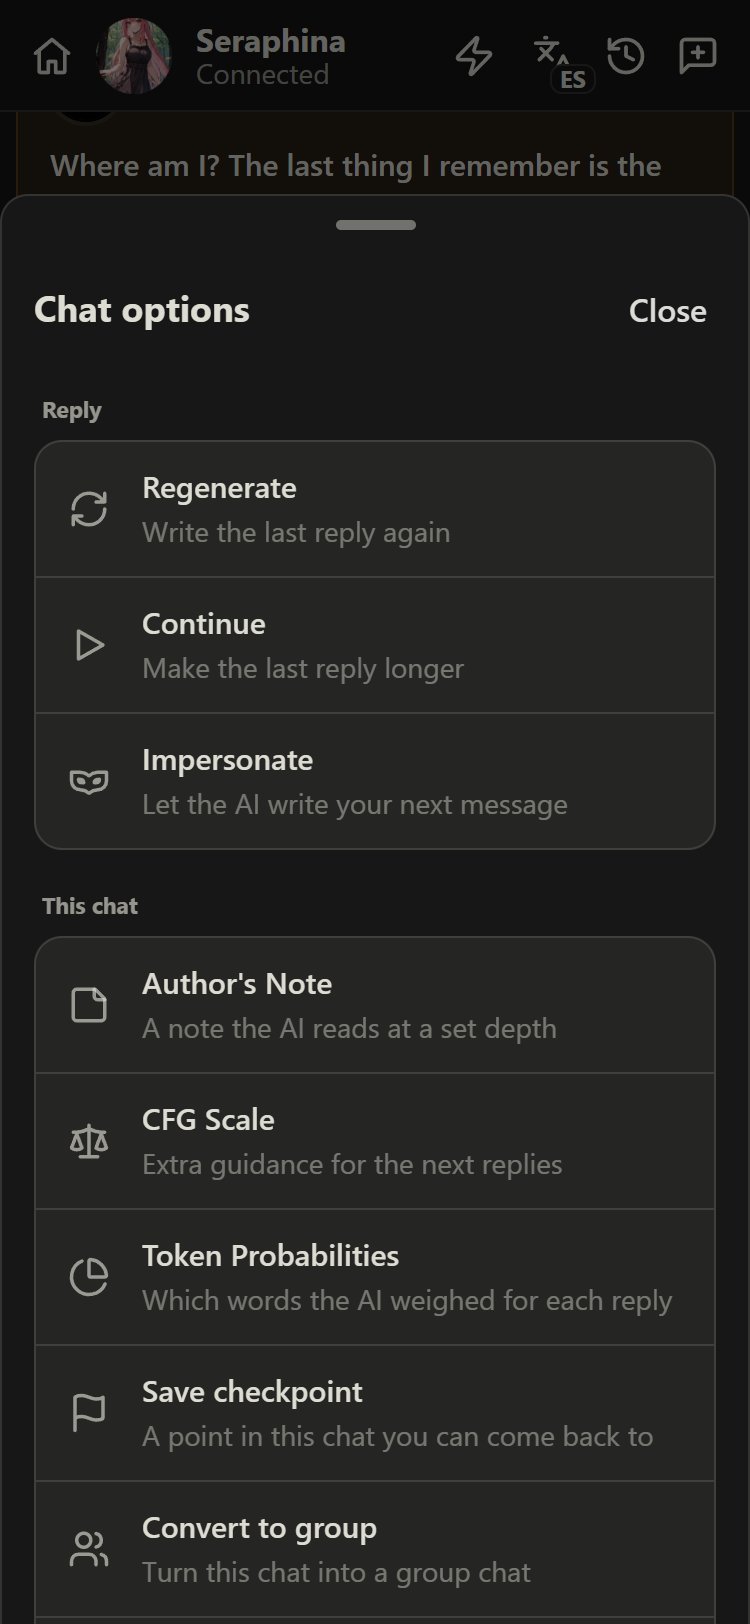 Seraphina
Connected
ES
Where am I? The last thing I remember is the
Chat options
Close
Reply
Regenerate
Write the last reply again
Continue
Make the last reply longer
Impersonate
Let the AI write your next message
This chat
Author's Note
A note the AI reads at a set depth
CFG Scale
Extra guidance for the next replies
Token Probabilities
Which words the AI weighed for each reply
Save checkpoint
A point in this chat you can come back to
Convert to group
Turn this chat into a group chat